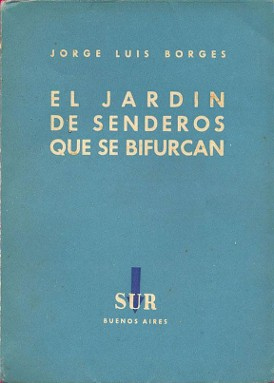 JORGE LUIS BORGES
EL JARDIN
DE SENDEROS
QUE SE BIFURCAN
SUR
BUENOS AIRES